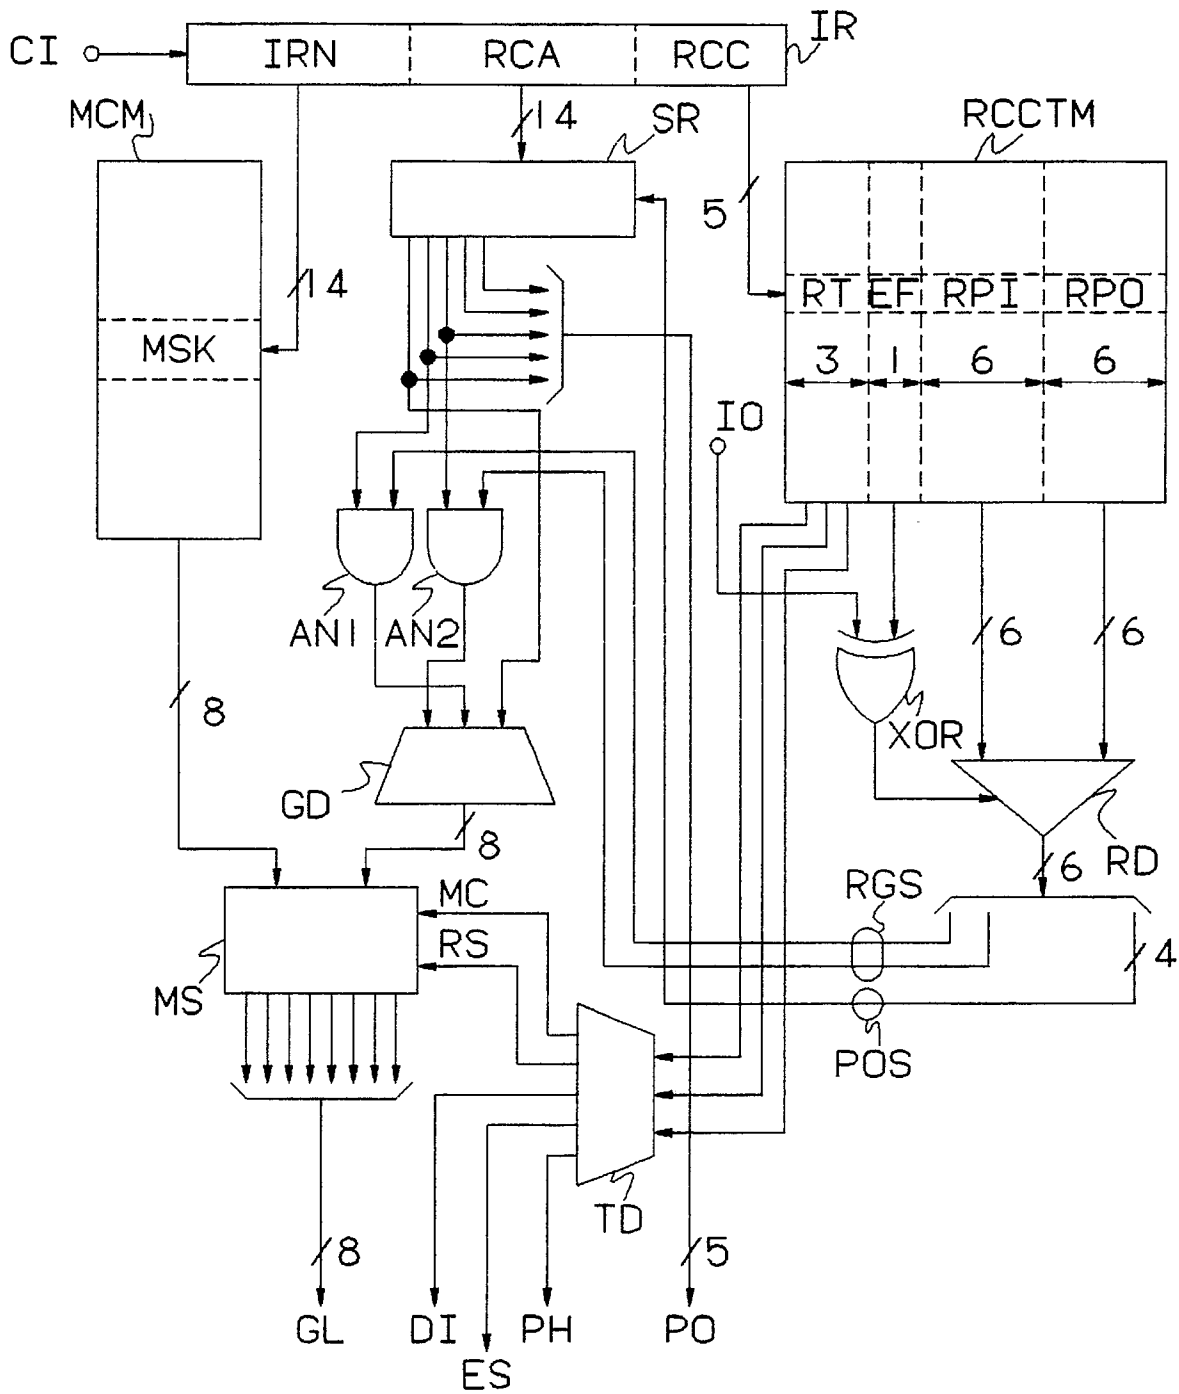 CI
IRN RCA RCC
IR
MCM
14
SR
RCCTM
5
14
MSK
RT EF RPI RPO
3 1 6 6
IO
AN1 AN2
6 6
8
XOR
GD
8
6
RD
RGS
MC
RS
4
MS
POS
TD
8
5
GL DI PH PO
ES